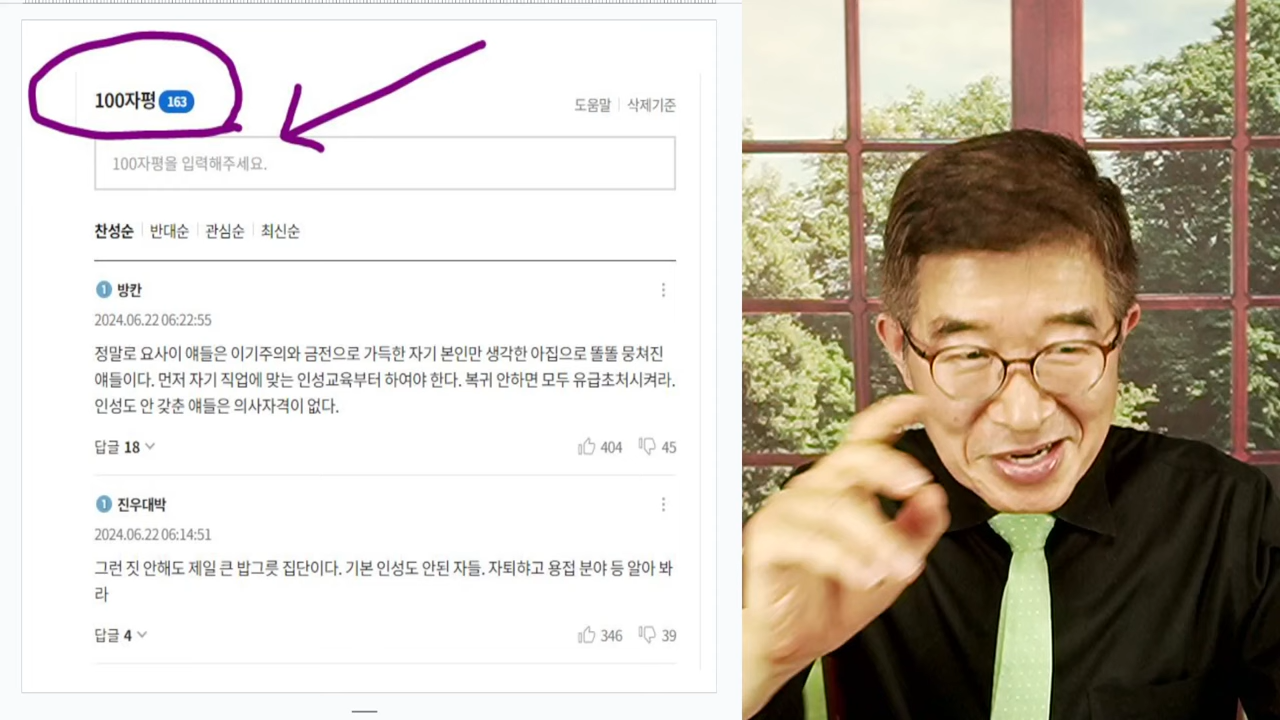 100자평 163
도움말 삭제기준
100자평을 입력해주세요.
찬성순 반대순 관심순 최신순
1 방칸
2024.06.22 06:22:55
정말로 요사이 얘들은 이기주의와 금전으로 가득한 자기 본인만 생각한 아집으로 똘똘 뭉쳐진
얘들이다. 먼저 자기 직업에 맞는 인성교육부터 하여야 한다. 복귀 안하면 모두 유급초처시켜라.
인성도 안 갖춘 얘들은 의사자격이 없다.
답글 18 404 45
1 진우대박
2024.06.22 06:14:51
그런 짓 안해도 제일 큰 밥그릇 집단이다. 기본 인성도 안된 자들. 자퇴햐고 용접 분야 등 알아 봐
라
답글 4 346 39